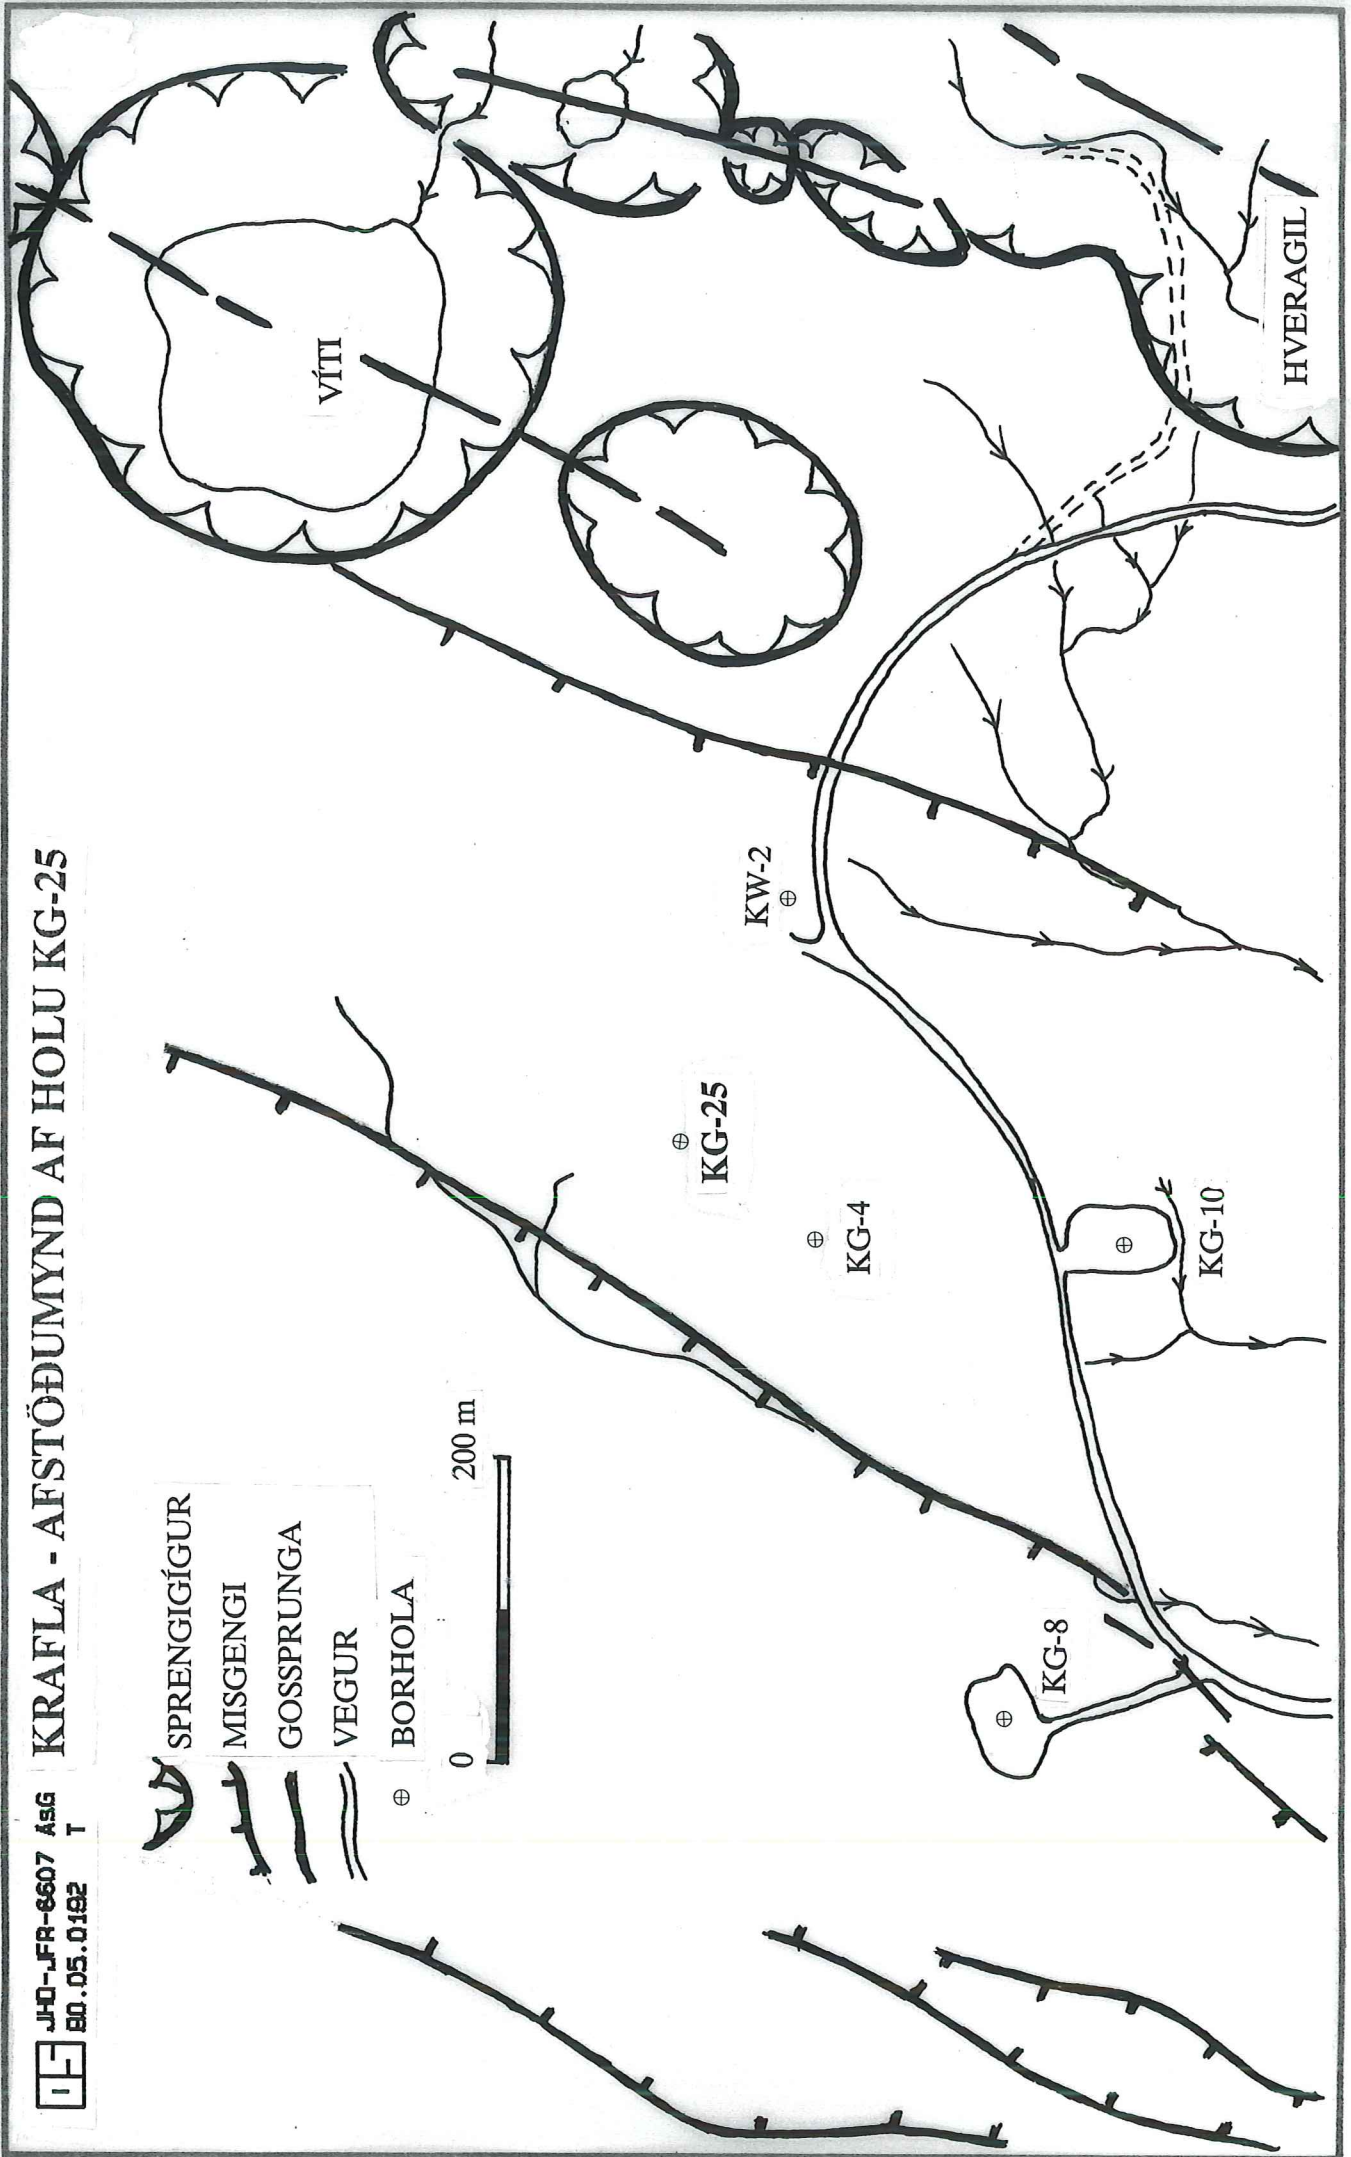 OS JHD-JFR-6607 ÁsG
80.05.0192 T
KRAFLA - AFSTÖÐUMYND AF HOLU KG-25
SPRENGIGÍGUR
MISGENGI
GOSSPRUNGA
VEGUR
BORHOLA
0 200 m
VÍTI
KW-2
KG-25
KG-4
KG-10
KG-8
HVERAGIL